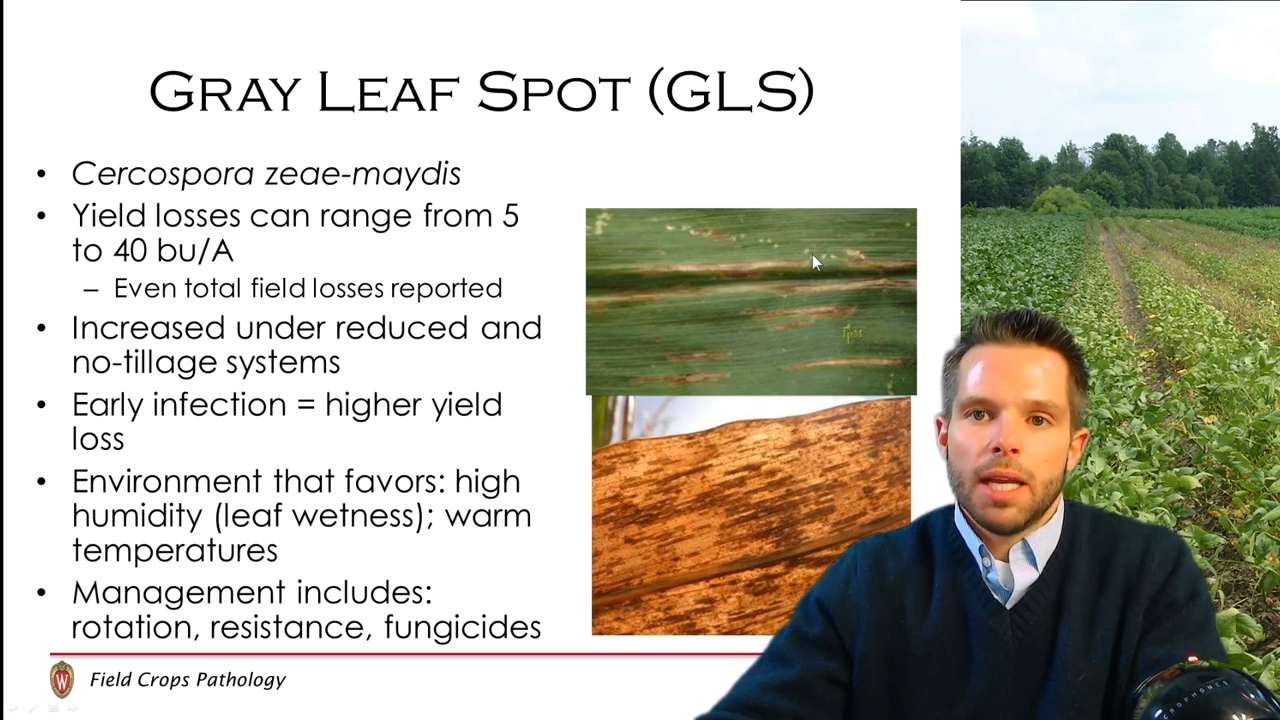 GRAY LEAF SPOT (GLS)
• Cercospora zeae-maydis
• Yield losses can range from 5
to 40 bu/A
– Even total field losses reported
• Increased under reduced and
no-tillage systems
• Early infection = higher yield
loss
• Environment that favors: high
humidity (leaf wetness); warm
temperatures
• Management includes:
rotation, resistance, fungicides
W
Field Crops Pathology